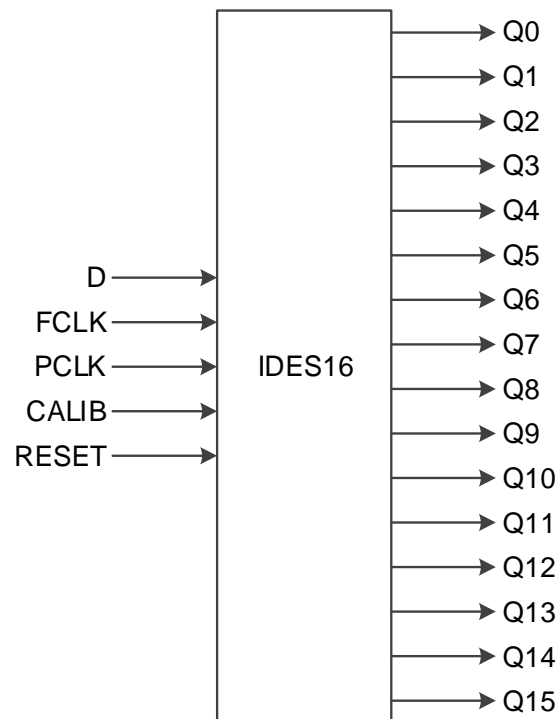 D
FCLK
PCLK
CALIB
RESET
IDES16
Q0
Q1
Q2
Q3
Q4
Q5
Q6
Q7
Q8
Q9
Q10
Q11
Q12
Q13
Q14
Q15